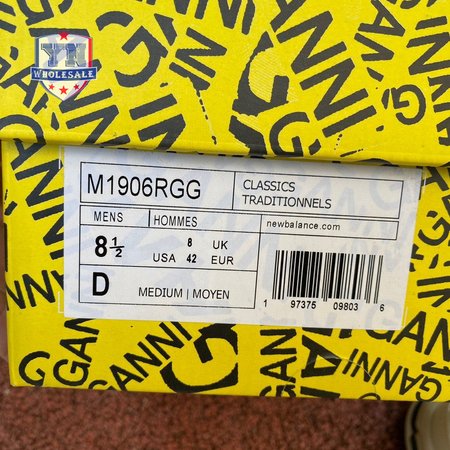 YH
WHOLESALE
GANNI
M1906RGG
CLASSICS
TRADITIONNELS
MENS HOMMES
newbalance.com
8 1/2 8 UK
USA 42 EUR
D MEDIUM | MOYEN
1 97375 09803 6
GANNI
GANNI
GANNI